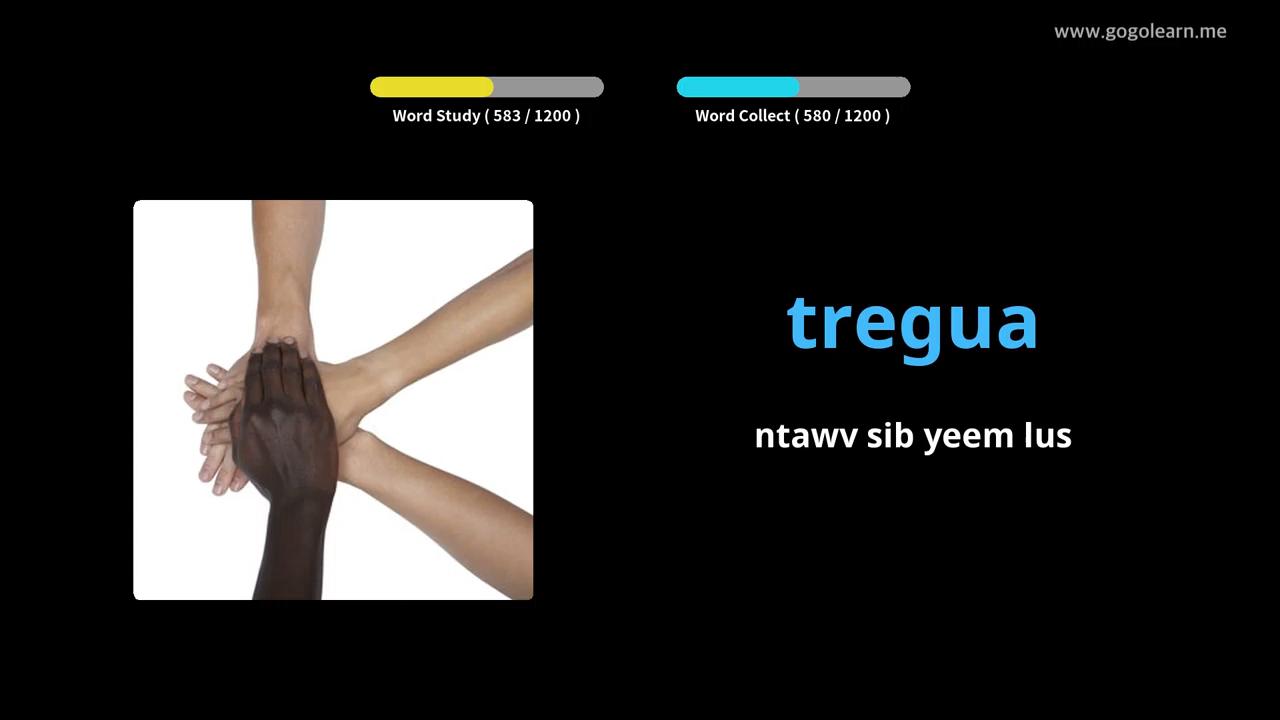 www.gogolearn.me
Word Study ( 583 / 1200 )
Word Collect ( 580 / 1200 )
tregua
ntawv sib yeem lus